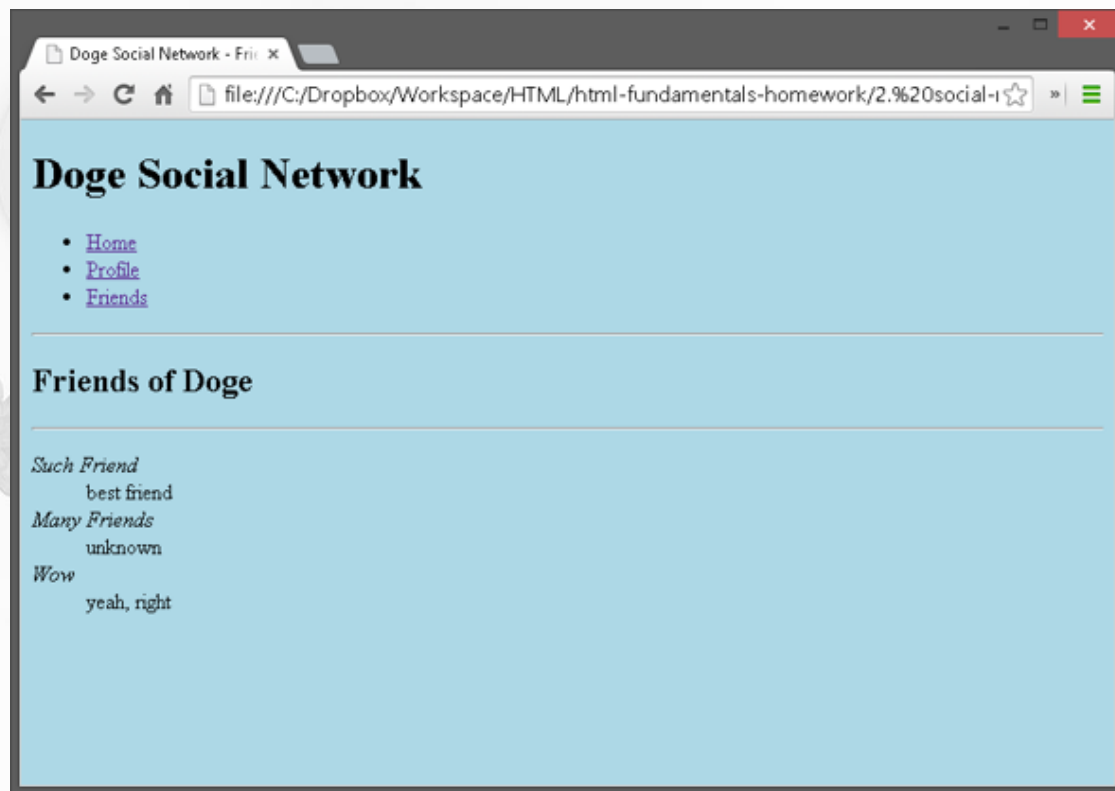 Doge Social Network - Fri
file:///C:/Dropbox/Workspace/HTML/html-fundamentals-homework/2.%20social-
Doge Social Network
Home
Profile
Friends
Friends of Doge
Such Friend
best friend
Many Friends
unknown
Wow
yeah, right